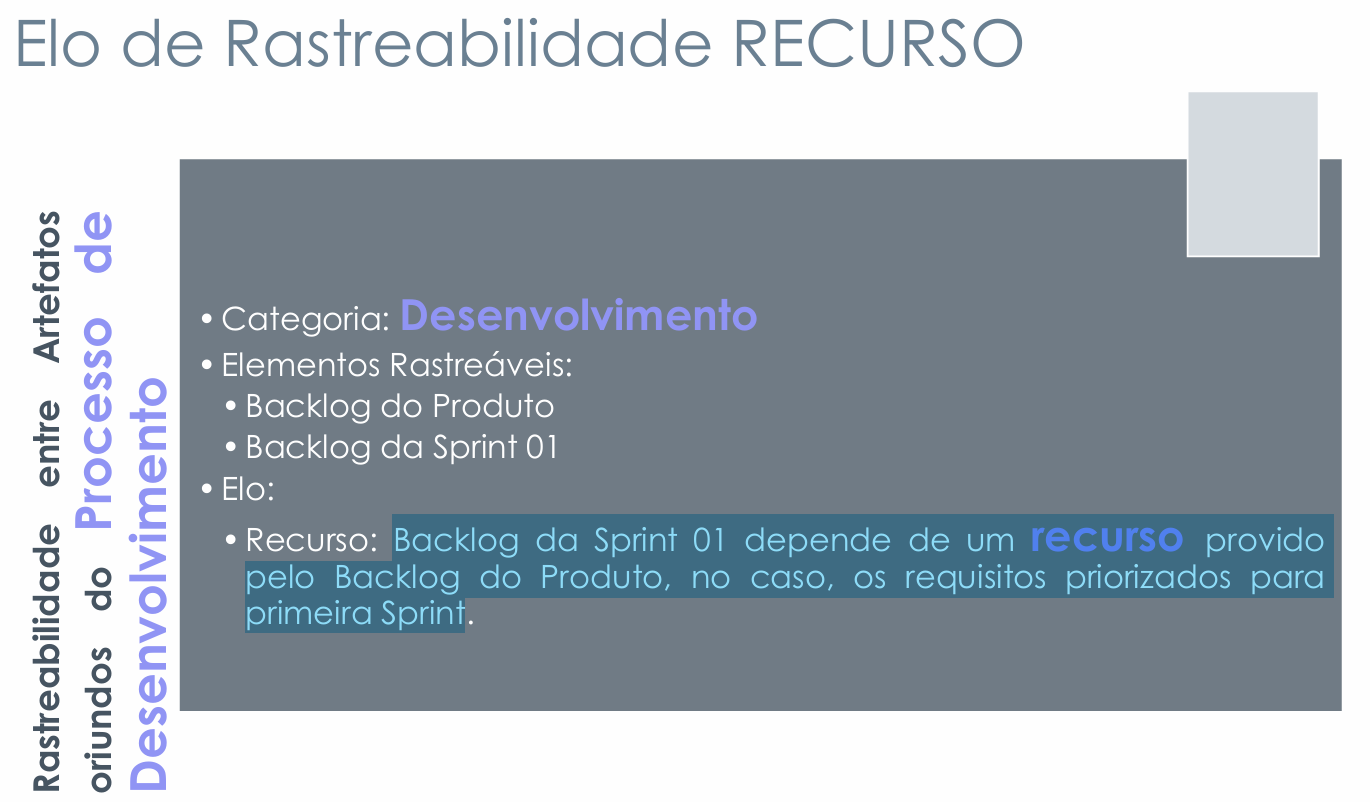 Elo de Rastreabilidade RECURSO
Rastreabilidade entre Artefatos
oriundos do Processo de
Desenvolvimento
• Categoria: Desenvolvimento
• Elementos Rastreáveis:
• Backlog do Produto
• Backlog da Sprint 01
• Elo:
• Recurso: Backlog da Sprint 01 depende de um recurso provido
pelo Backlog do Produto, no caso, os requisitos priorizados para
primeira Sprint.